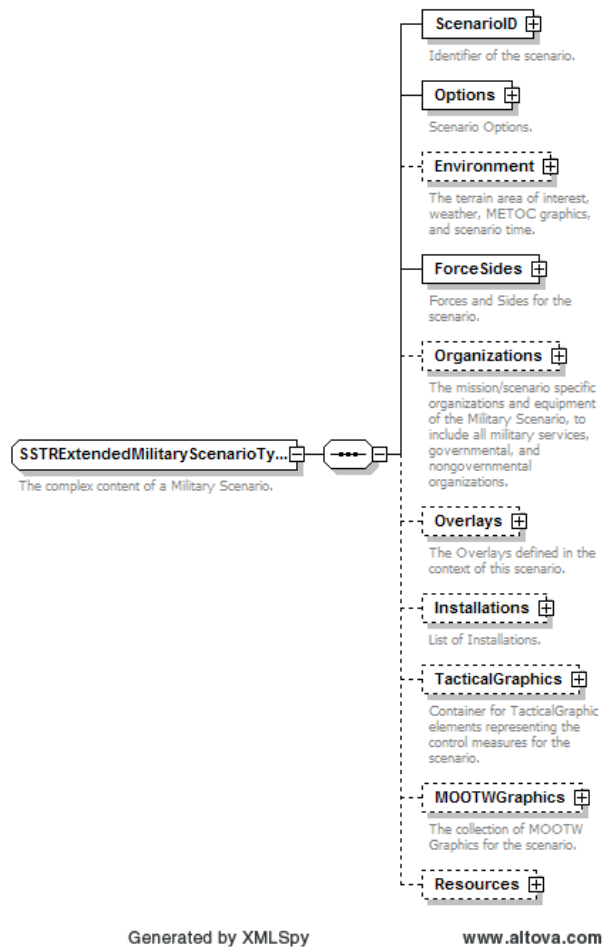 ScenarioID
Identifier of the scenario.
Options
Scenario Options.
Environment
The terrain area of interest,
weather, METOC graphics,
and scenario time.
ForceSides
Forces and Sides for the
scenario.
Organizations
The mission/scenario specific
organizations and equipment
of the Military Scenario, to
include all military services,
governmental, and
nongovernmental
organizations.
SSTRExtendedMilitaryScenarioTy...
The complex content of a Military Scenario.
Overlays
The Overlays defined in the
context of this scenario.
Installations
List of Installations.
TacticalGraphics
Container for TacticalGraphic
elements representing the
control measures for the
scenario.
MOOTWGraphics
The collection of MOOTW
Graphics for the scenario.
Resources
Generated by XMLSpy
www.altova.com